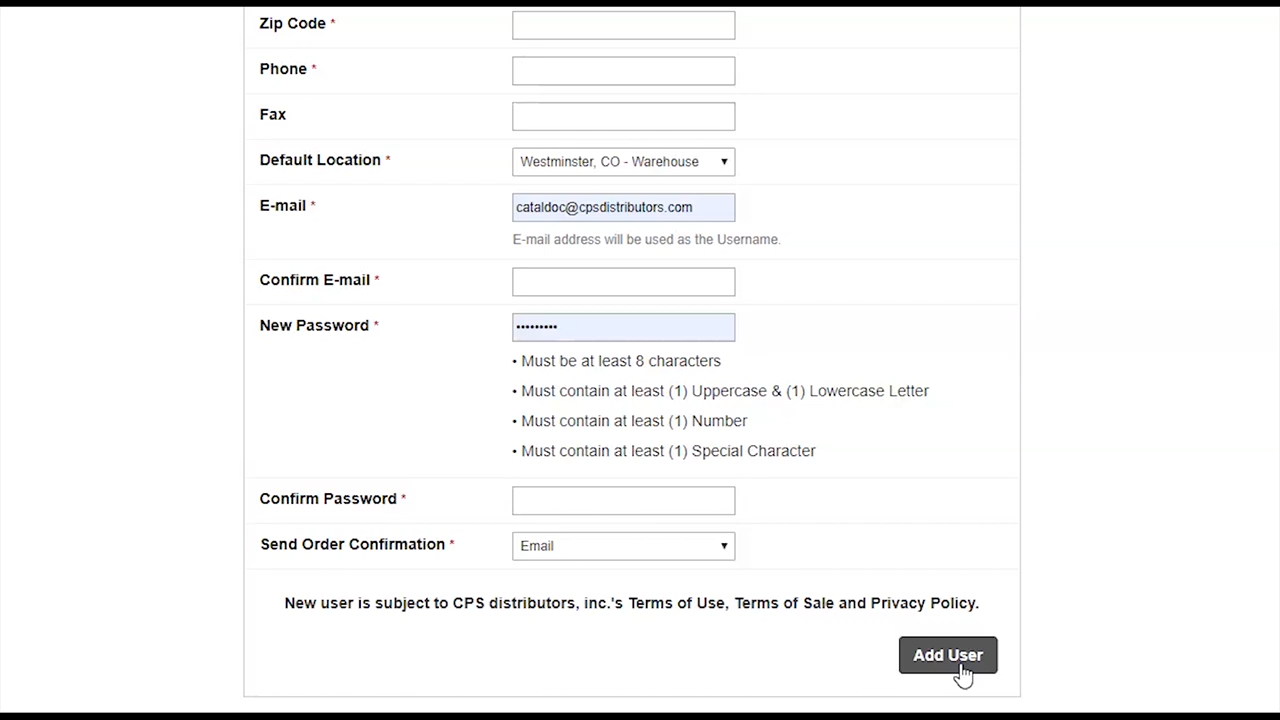 Zip Code *
Phone *
Fax
Default Location *
Westminster, CO - Warehouse
E-mail *
cataldoc@cpsdistributors.com
E-mail address will be used as the Username.
Confirm E-mail *
New Password *
•••••••••
• Must be at least 8 characters
• Must contain at least (1) Uppercase & (1) Lowercase Letter
• Must contain at least (1) Number
• Must contain at least (1) Special Character
Confirm Password *
Send Order Confirmation *
Email
New user is subject to CPS distributors, inc.'s Terms of Use, Terms of Sale and Privacy Policy.
Add User